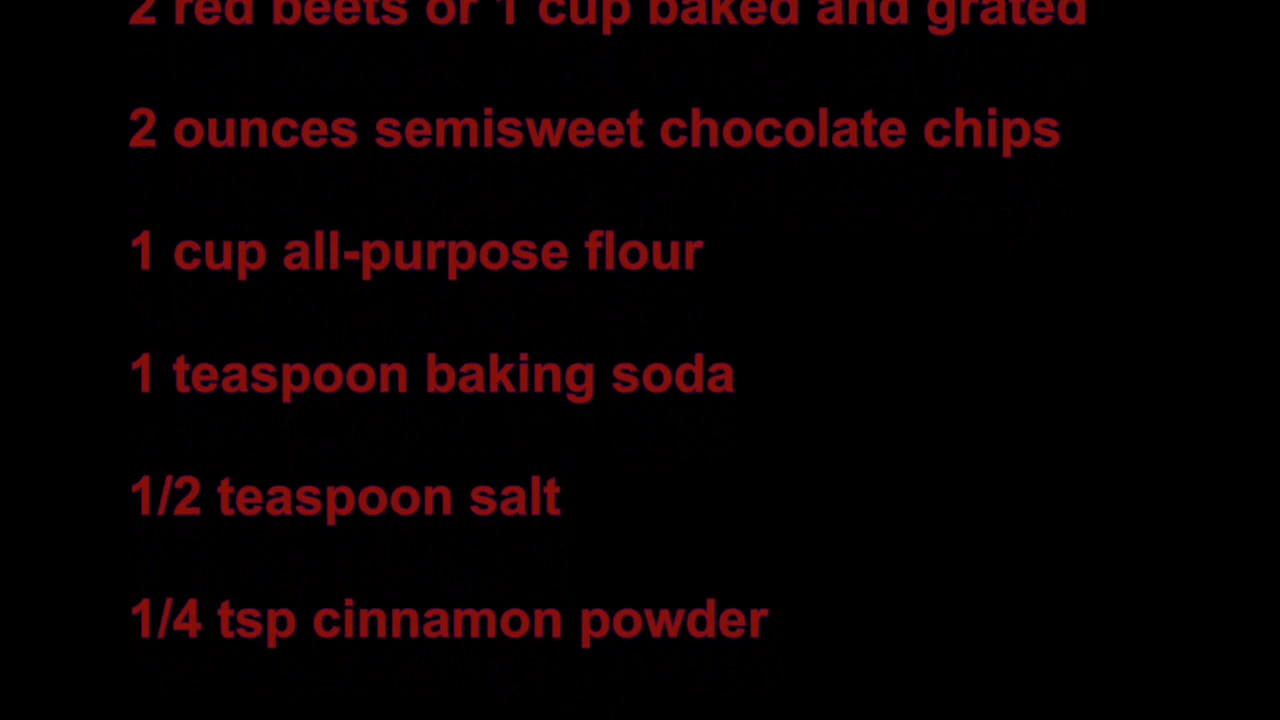 2 red beets or 1 cup baked and grated
2 ounces semisweet chocolate chips
1 cup all-purpose flour
1 teaspoon baking soda
1/2 teaspoon salt
1/4 tsp cinnamon powder